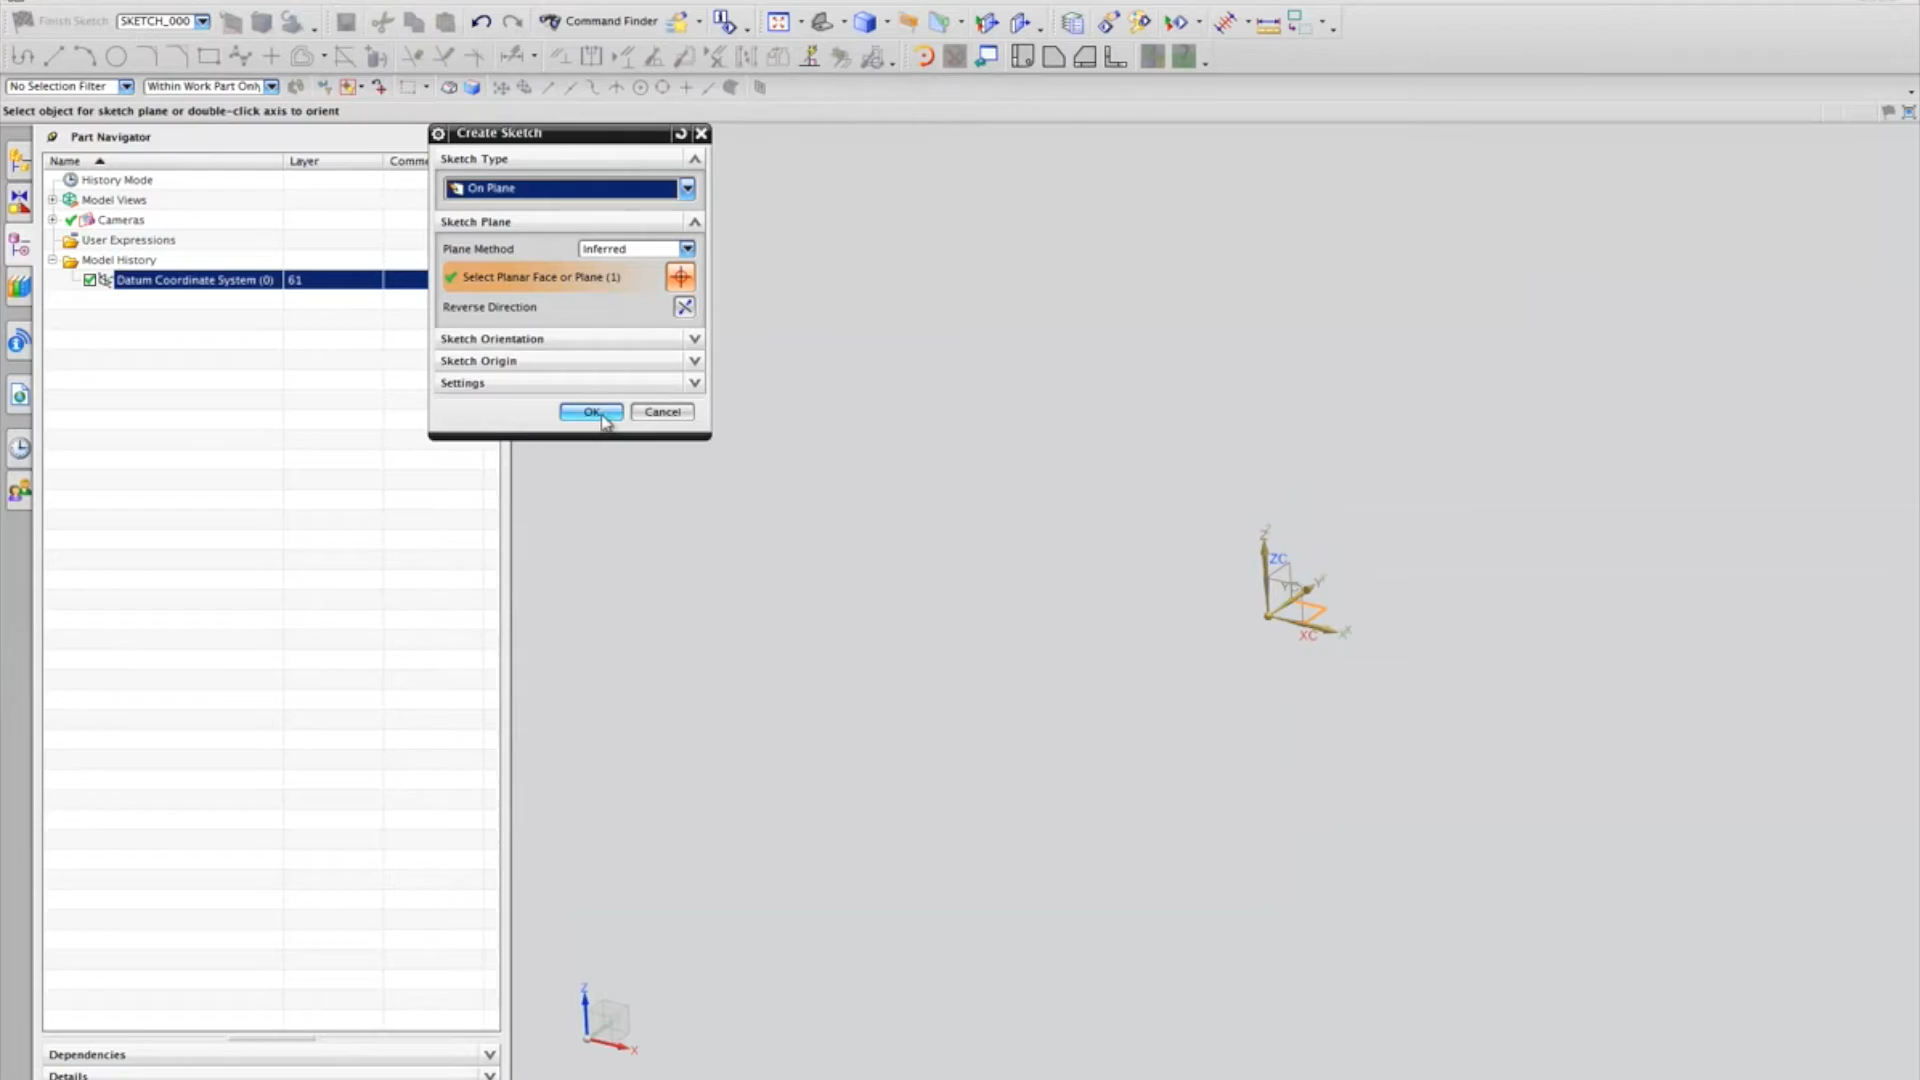 Finish Sketch SKETCH_000 Command Finder
No Selection Filter Within Work Part Only
Select object for sketch plane or double-click axis to orient
Part Navigator
Name Layer Comme
History Mode
Model Views
Cameras
User Expressions
Model History
Datum Coordinate System (0) 61
Create Sketch
Sketch Type
On Plane
Sketch Plane
Plane Method Inferred
Select Planar Face or Plane (1)
Reverse Direction
Sketch Orientation
Sketch Origin
Settings
OK Cancel
Z
ZC
Y
XC X
Z
X
Dependencies
Details